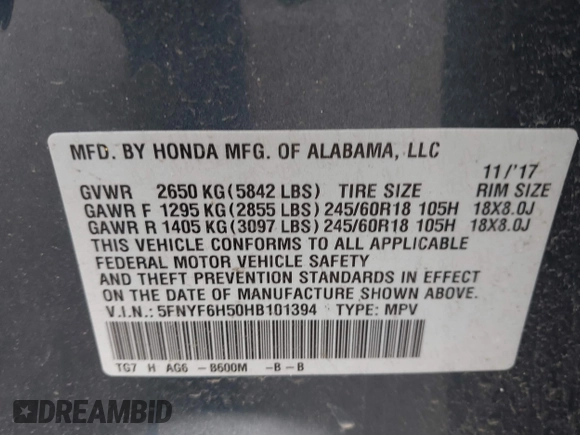 MFD. BY HONDA MFG. OF ALABAMA, LLC
11/'17
GVWR 2650 KG (5842 LBS) TIRE SIZE RIM SIZE
GAWR F 1295 KG (2855 LBS) 245/60R18 105H 18X8.0J
GAWR R 1405 KG (3097 LBS) 245/60R18 105H 18X8.0J
THIS VEHICLE CONFORMS TO ALL APPLICABLE
FEDERAL MOTOR VEHICLE SAFETY
AND THEFT PREVENTION STANDARDS IN EFFECT
ON THE DATE OF MANUFACTURE SHOWN ABOVE.
V.I.N.: 5FNYF6H50HB101394 TYPE: MPV
TG7 H AG6 - B600M -B - B
DREAMBID